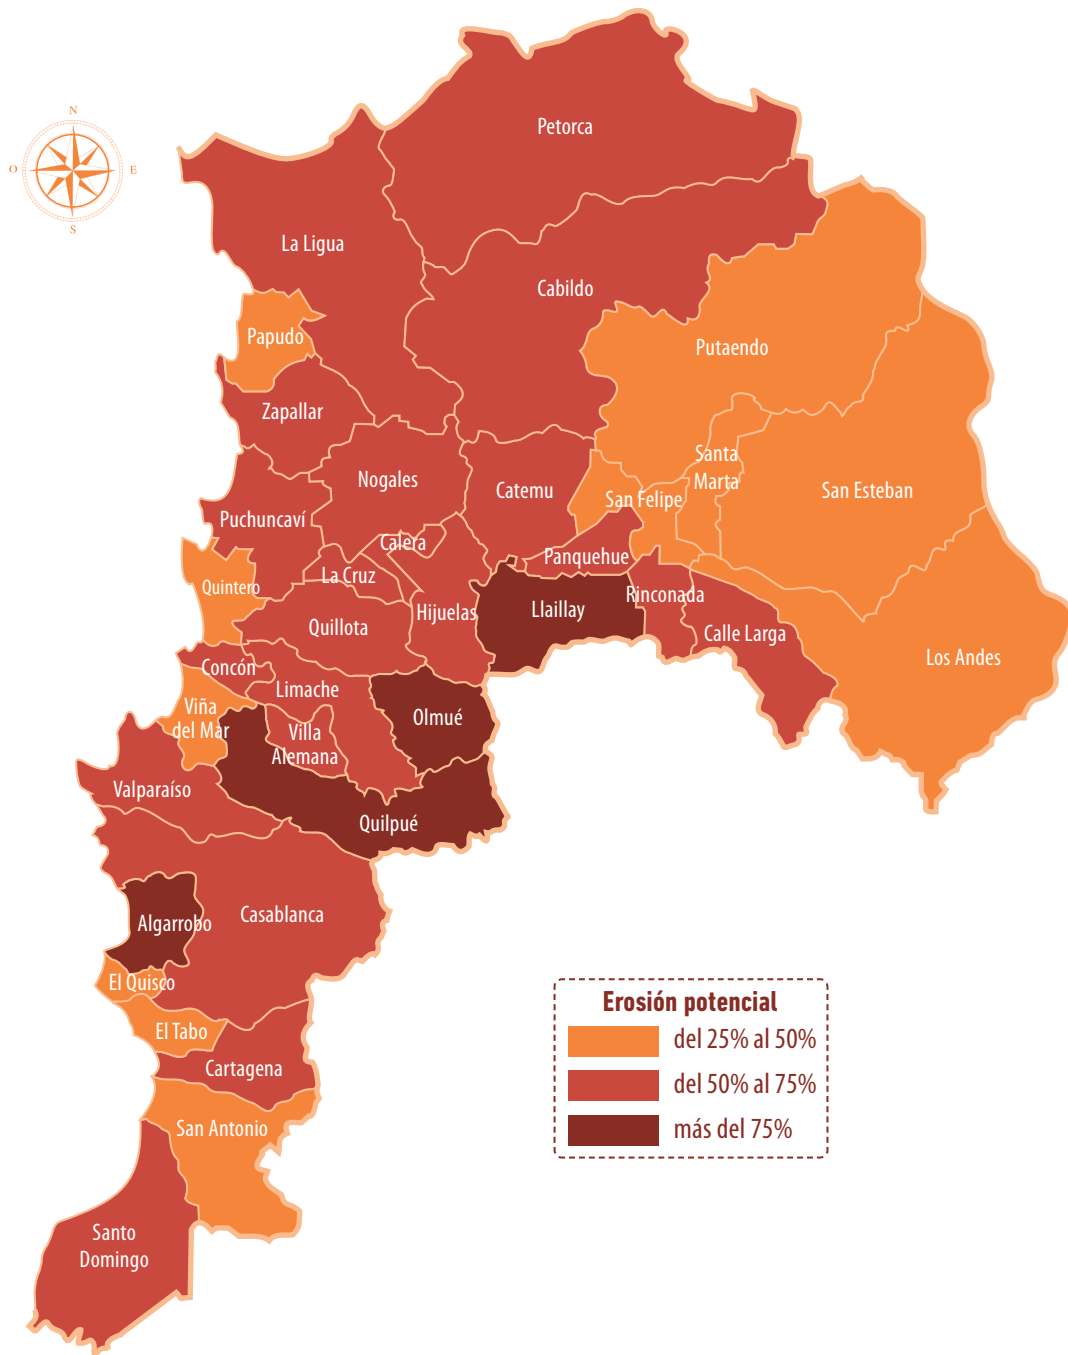 N
O
E
S
Petorca
La Ligua
Cabildo
Papudo
Putaendo
Zapallar
Santa
Marta
Nogales
Catemu
San Esteban
San Felipe
Puchuncaví
Calera
Panquehue
La Cruz
Quintero
Rinconada
Hijuelas
Llaillay
Quillota
Calle Larga
Los Andes
Concón
Limache
Viña
del Mar
Olmué
Villa
Alemana
Valparaíso
Quilpué
Casablanca
Algarrobo
El Quisco
El Tabo
Cartagena
San Antonio
Santo
Domingo
Erosión potencial
del 25% al 50%
del 50% al 75%
más del 75%